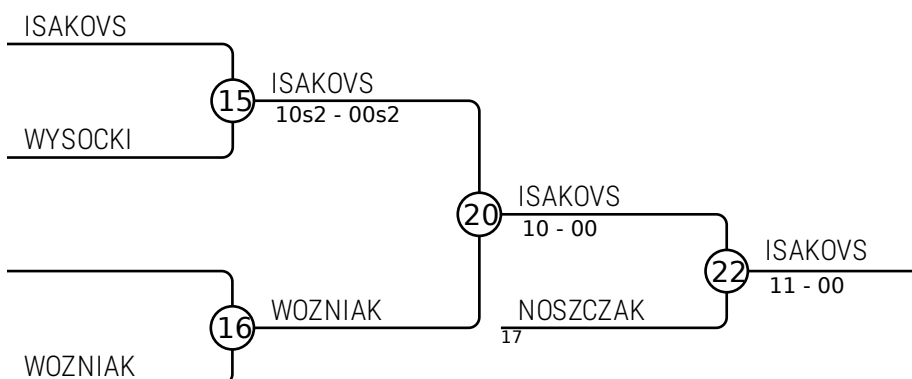 ISAKOVS
15
ISAKOVS
10s2 - 00s2
WYSOCKI
20
ISAKOVS
10 - 00
22
ISAKOVS
11 - 00
16
WOZNIAK
NOSZCZAK
17
WOZNIAK